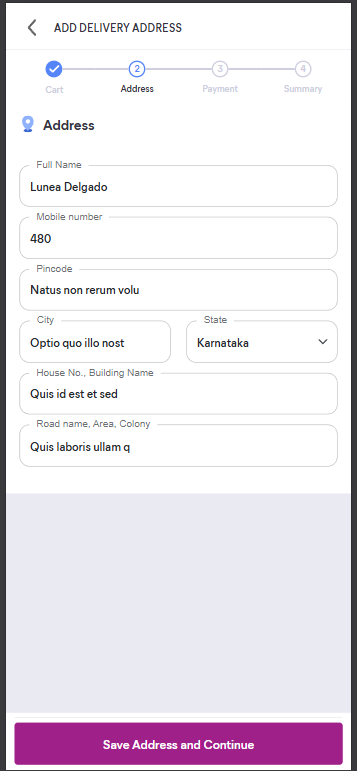 ADD DELIVERY ADDRESS
2 3 4
Cart Address Payment Summary
Address
Full Name
Lunea Delgado
Mobile number
480
Pincode
Natus non rerum volu
City State
Optio quo illo nost Karnataka
House No., Building Name
Quis id est et sed
Road name, Area, Colony
Quis laboris ullam q
Save Address and Continue